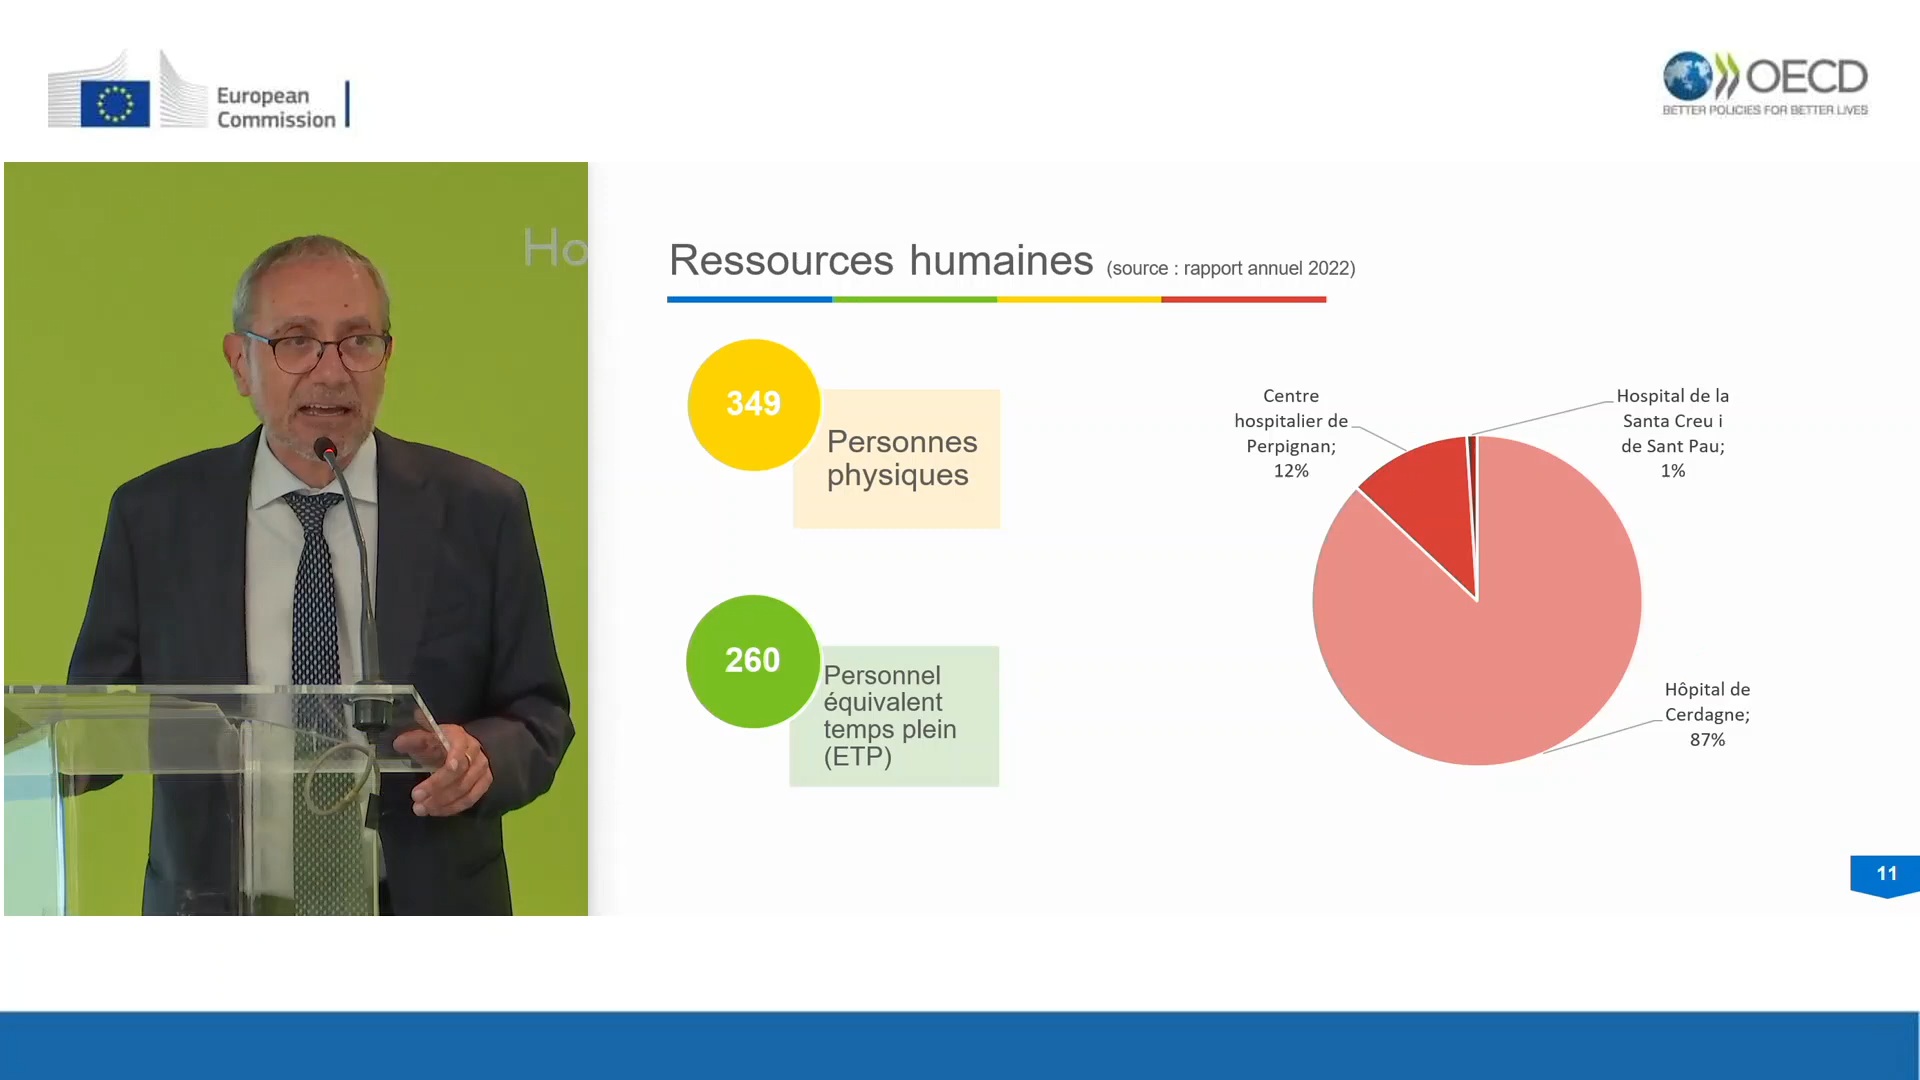 European
Commission
OECD
BETTER POLICIES FOR BETTER LIVES
Ho
Ressources humaines (source : rapport annuel 2022)
349
Personnes
physiques
260
Personnel
équivalent
temps plein
(ETP)
Centre
hospitalier de
Perpignan;
12%
Hospital de la
Santa Creu i
de Sant Pau;
1%
Hôpital de
Cerdagne;
87%
11